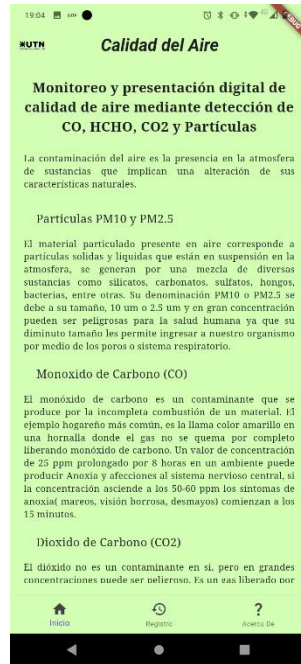 19:04
DEBUG
UTN
Calidad del Aire
Monitoreo y presentación digital de
calidad de aire mediante detección de
CO, HCHO, CO2 y Partículas
La contaminación del aire es la presencia en la atmosfera
de sustancias que implican una alteración de sus
características naturales.
Particulas PM10 y PM2.5
El material particulado presente en aire corresponde a
partículas solidas y liquidas que están en suspensión en la
atmosfera, se generan por una mezcla de diversas
sustancias como silicatos, carbonatos, sulfatos, hongos,
bacterias, entre otras. Su denominación PM10 o PM2.5 se
debe a su tamaño, 10 um o 2.5 um y en gran concentración
pueden ser peligrosas para la salud humana ya que su
diminuto tamaño les permite ingresar a nuestro organismo
por medio de los poros o sistema respiratorio.
Monoxido de Carbono (CO)
El monóxido de carbono es un contaminante que se
produce por la incompleta combustión de un material. El
ejemplo hogareño más común, es la llama color amarillo en
una hornalla donde el gas no se quema por completo
liberando monóxido de carbono. Un valor de concentración
de 25 ppm prolongado por 8 horas en un ambiente puede
producir Anoxia y afecciones al sistema nervioso central, si
la concentración asciende a los 50-60 ppm los síntomas de
anoxia( mareos, visión borrosa, desmayos) comienzan a los
15 minutos.
Dioxido de Carbono (CO2)
El dióxido no es un contaminante en si, pero en grandes
concentraciones puede ser peligroso. Es un gas liberado por
Inicio
Registro
Acerca De